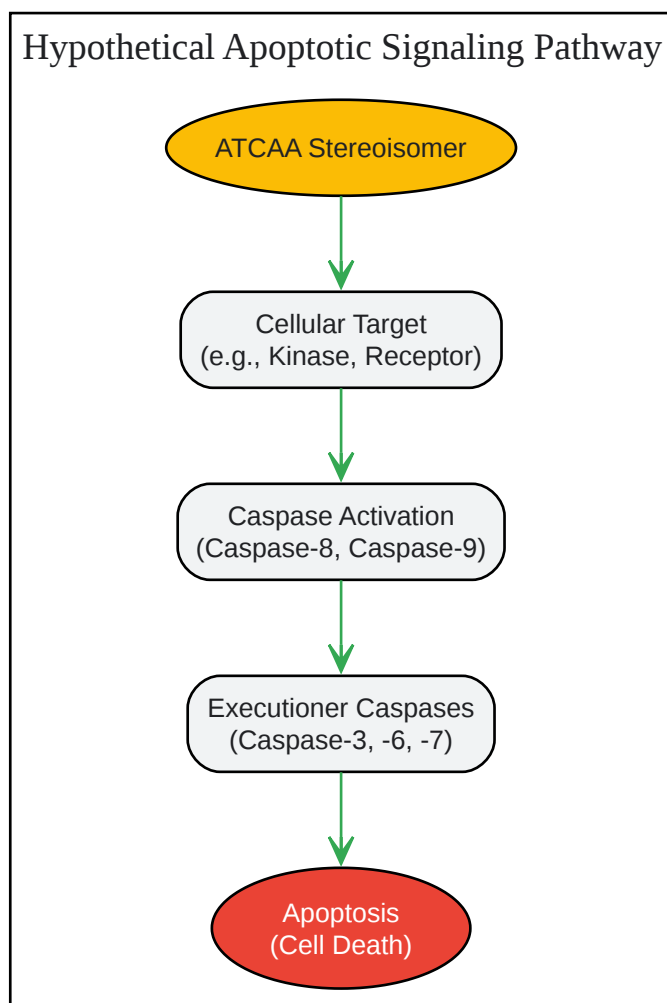 Hypothetical Apoptotic Signaling Pathway
ATCAA Stereoisomer
Cellular Target
(e.g., Kinase, Receptor)
Caspase Activation
(Caspase-8, Caspase-9)
Executioner Caspases
(Caspase-3, -6, -7)
Apoptosis
(Cell Death)